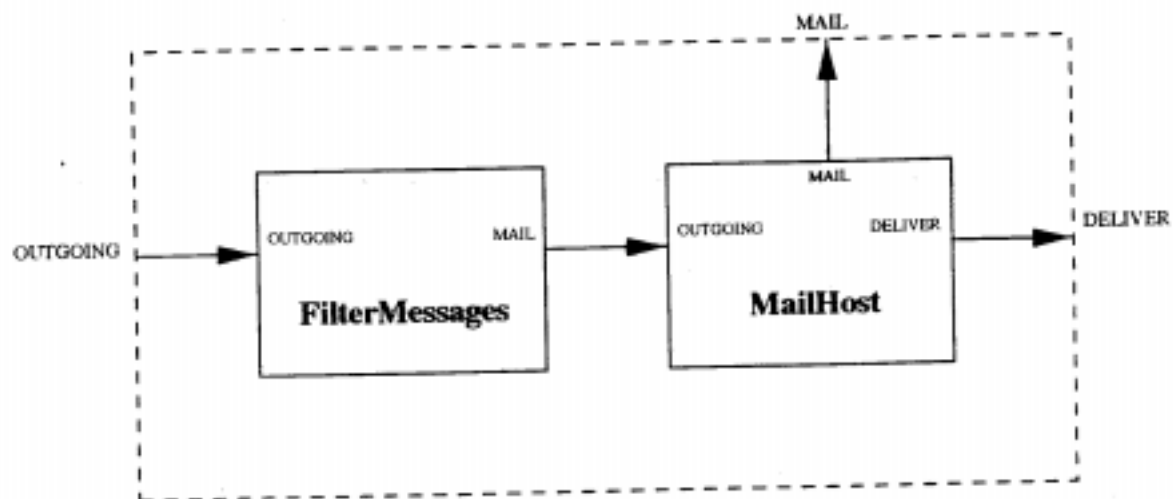 MAIL
MAIL
OUTGOING
OUTGOING
MAIL
OUTGOING
DELIVER
DELIVER
FilterMessages
MailHost